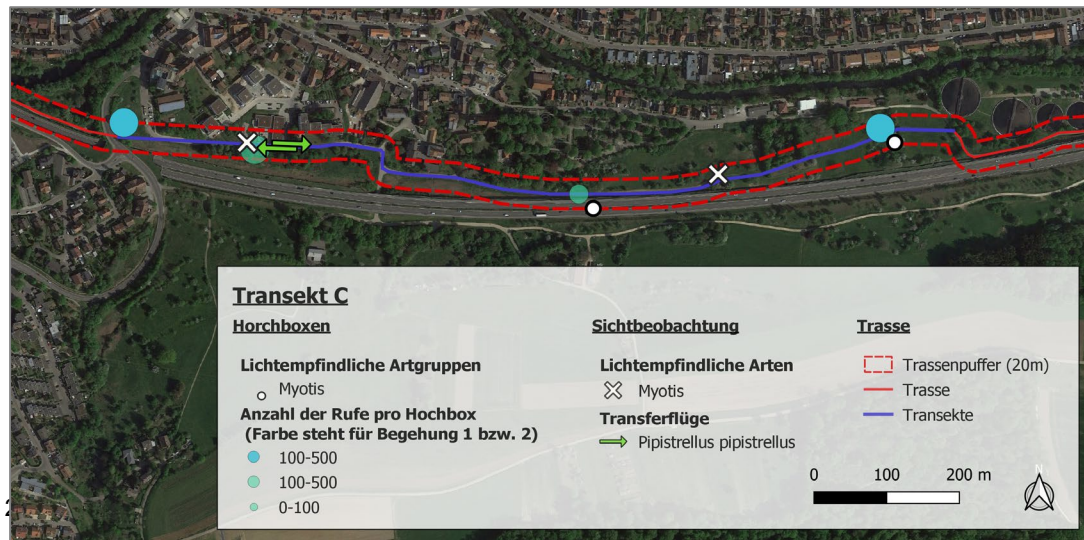 Transekt C
Horchboxen
Lichtempfindliche Artgruppen
Myotis
Anzahl der Rufe pro Hochbox
(Farbe steht für Begehung 1 bzw. 2)
100-500
100-500
0-100
Sichtbeobachtung
Lichtempfindliche Arten
Myotis
Transferflüge
Pipistrellus pipistrellus
Trasse
Trassenpuffer (20m)
Trasse
Transekte
0 100 200 m
N